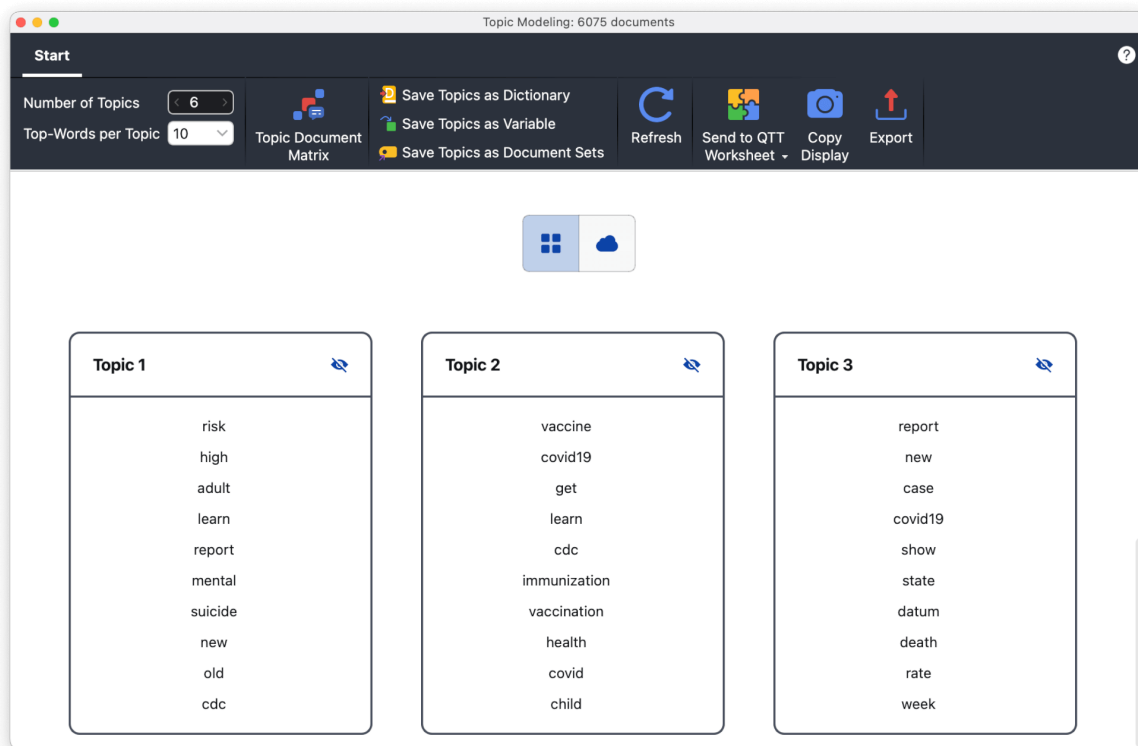 Topic Modeling: 6075 documents
Start
?
Number of Topics 6
Top-Words per Topic 10
Topic Document
Matrix
Save Topics as Dictionary
Save Topics as Variable
Save Topics as Document Sets
Refresh
Send to QTT
Worksheet
Copy
Display
Export
Topic 1
risk
high
adult
learn
report
mental
suicide
new
old
cdc
Topic 2
vaccine
covid19
get
learn
cdc
immunization
vaccination
health
covid
child
Topic 3
report
new
case
covid19
show
state
datum
death
rate
week